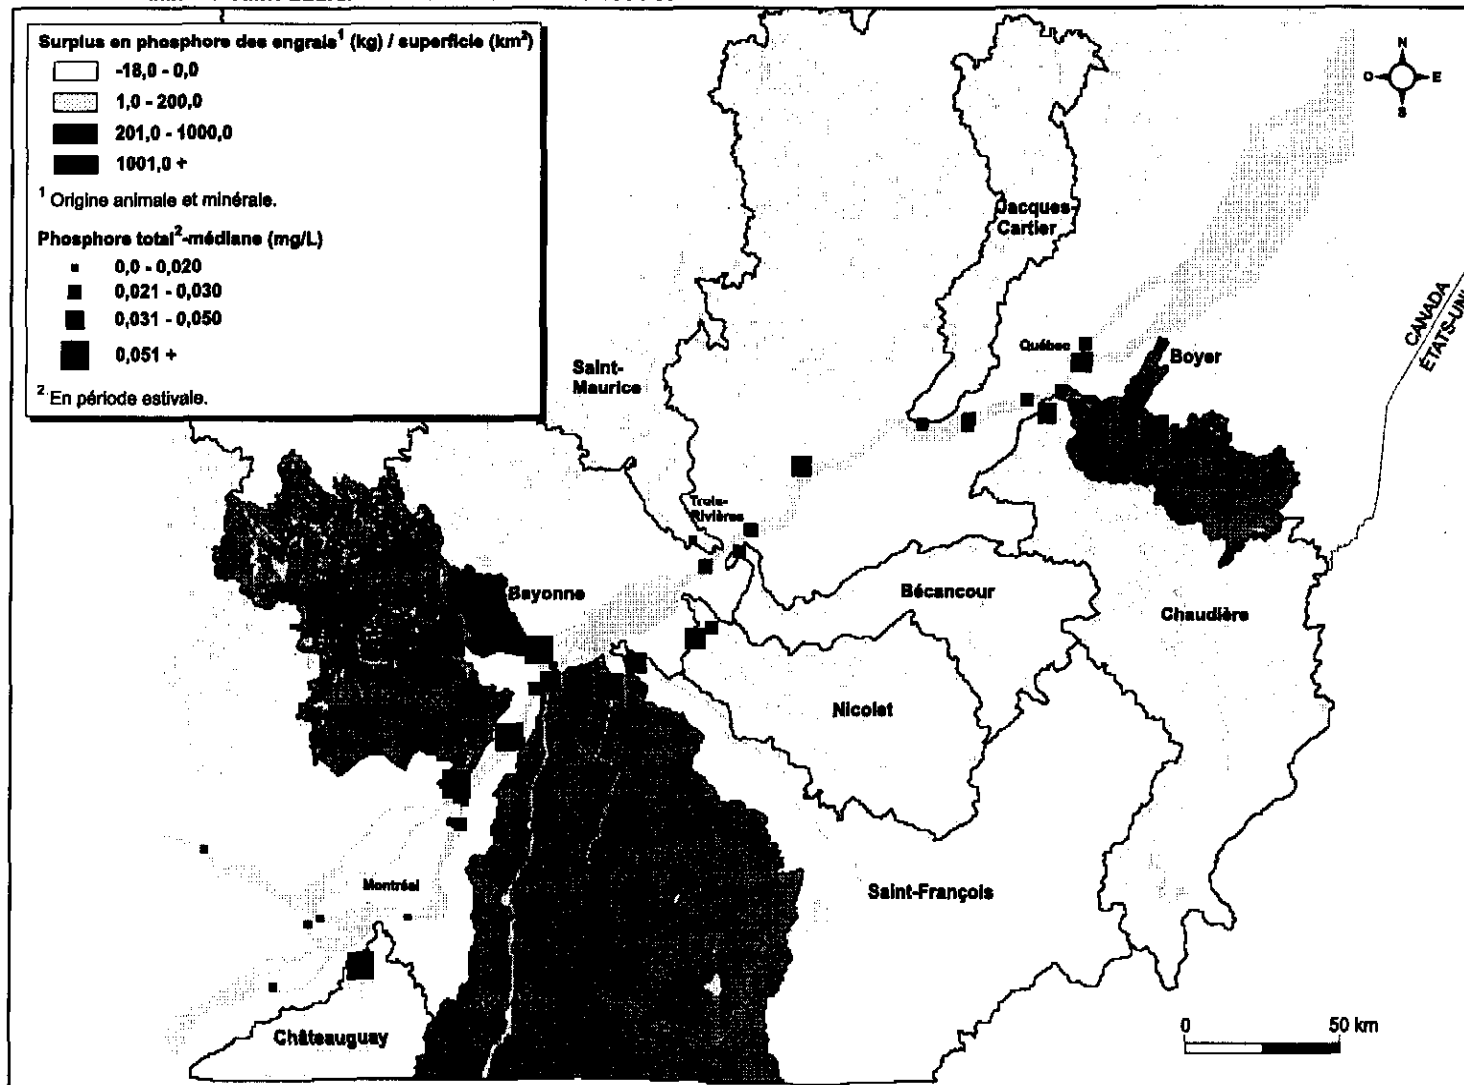 Surplus en phosphore des engrais¹ (kg) / superficie (km²)
-18,0 - 0,0
1,0 - 200,0
201,0 - 1000,0
1001,0 +
¹ Origine animale et minérale.
Phosphore total²-médiane (mg/L)
0,0 - 0,020
0,021 - 0,030
0,031 - 0,050
0,051 +
² En période estivale.
N
O
E
S
Jacques-
Cartier
CANADA
ÉTATS-UN
Québec
Boyer
Saint-
Maurice
Trois-
Rivières
Bayonne
Bécancour
Chaudière
Nicolet
Montréal
Saint-François
Châteauguay
0
50 km